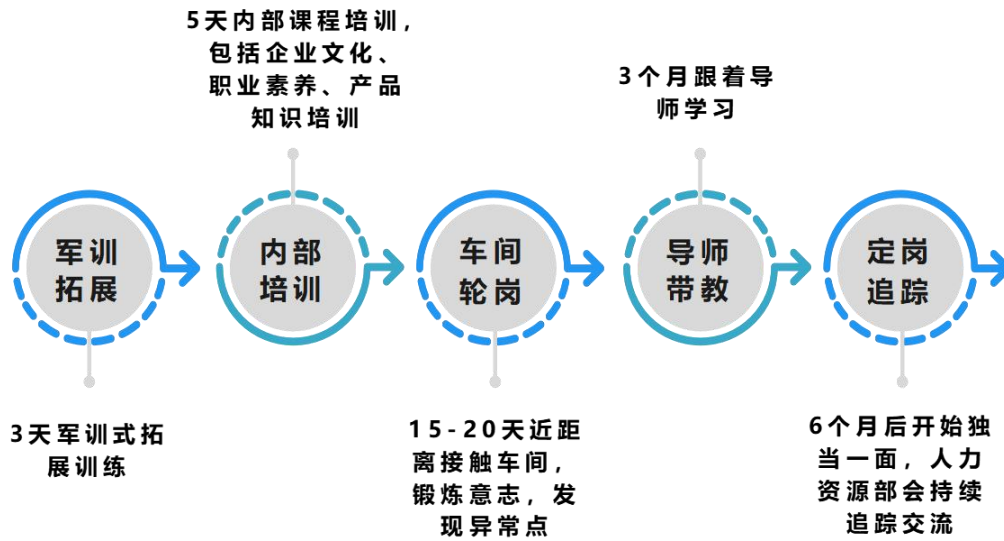 5天内部课程培训，
包括企业文化、
职业素养、产品
知识培训
3个月跟着导
师学习
军训
拓展
内部
培训
车间
轮岗
导师
带教
定岗
追踪
3天军训式拓
展训练
15-20天近距
离接触车间，
锻炼意志，发
现异常点
6个月后开始独
当一面，人力
资源部会持续
追踪交流